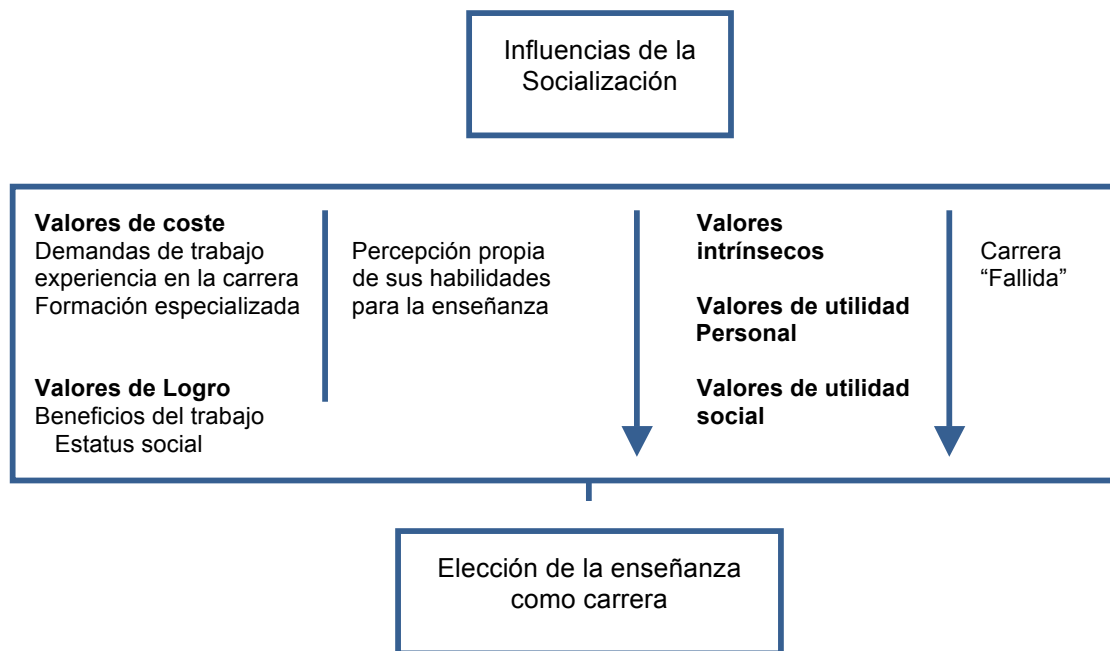 Influencias de la
Socialización
Valores de coste
Demandas de trabajo
experiencia en la carrera
Formación especializada
Valores de Logro
Beneficios del trabajo
Estatus social
Percepción propia
de sus habilidades
para la enseñanza
Valores
intrínsecos
Valores de utilidad
Personal
Valores de utilidad
social
Carrera
“Fallida”
Elección de la enseñanza
como carrera